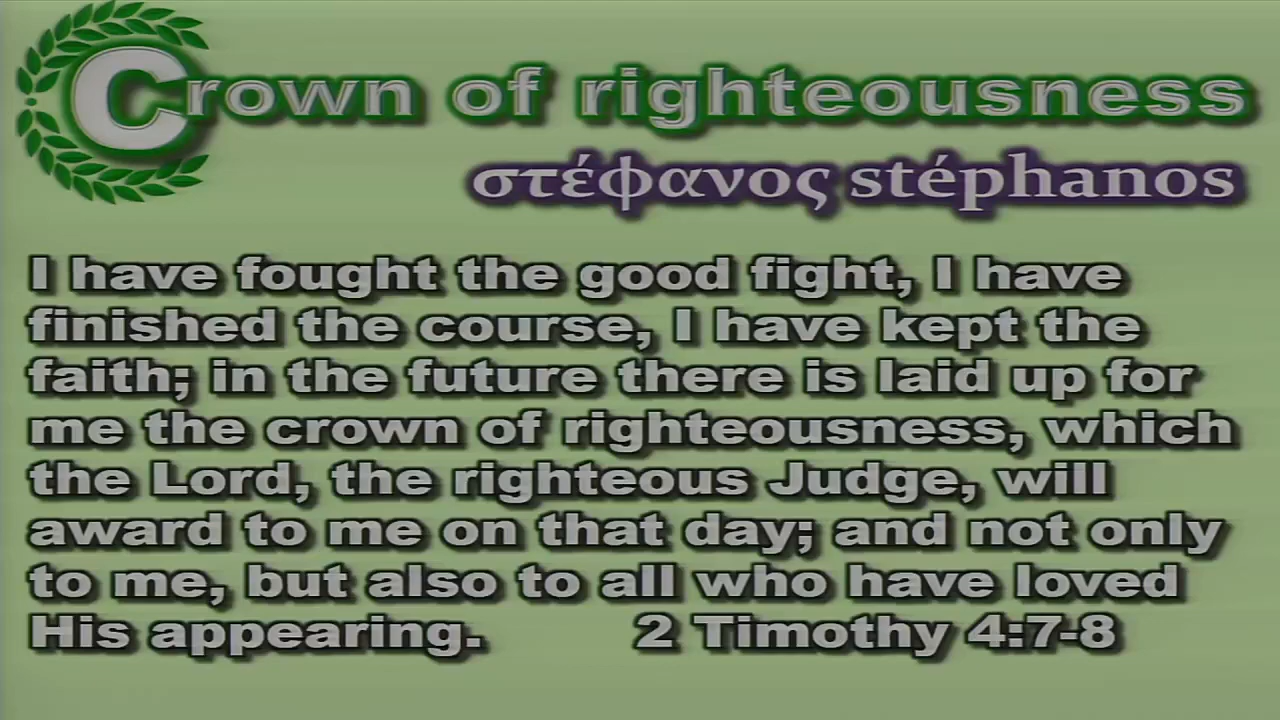 Crown of righteousness
στέφανος stéphanos
I have fought the good fight, I have
finished the course, I have kept the
faith; in the future there is laid up for
me the crown of righteousness, which
the Lord, the righteous Judge, will
award to me on that day; and not only
to me, but also to all who have loved
His appearing. 2 Timothy 4:7-8